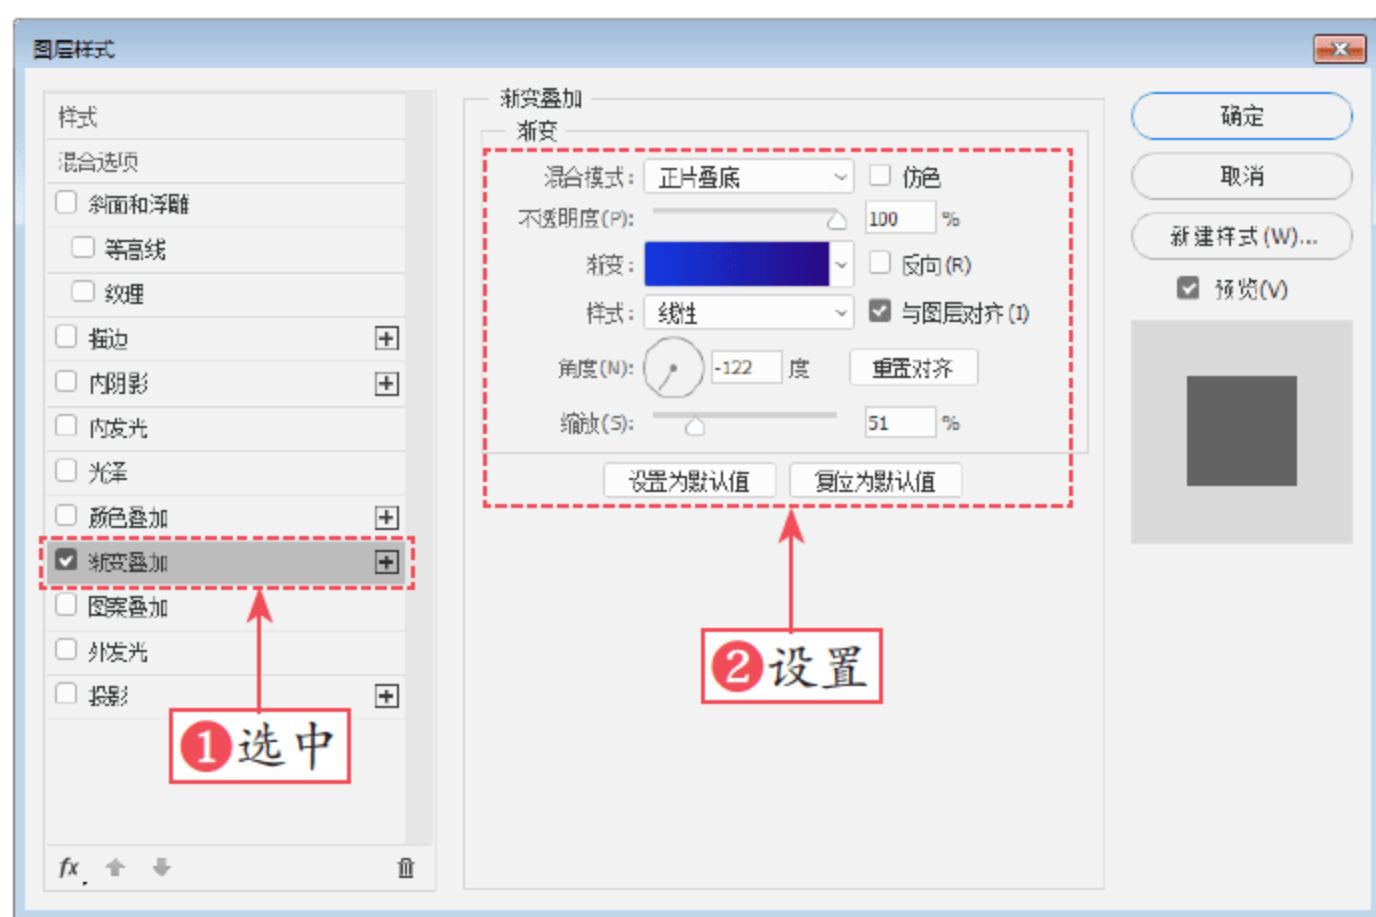 图层样式
样式
混合选项
斜面和浮雕
等高线
纹理
描边
内阴影
内发光
光泽
颜色叠加
渐变叠加
图案叠加
外发光
投影
fx
❶选中
渐变叠加
渐变
混合模式: 正片叠底 仿色
不透明度(P): 100 %
渐变: 反向(R)
样式: 线性 与图层对齐(I)
角度(N): -122 度 重置对齐
缩放(S): 51 %
设置为默认值 复位为默认值
❷设置
确定
取消
新建样式(W)...
预览(V)